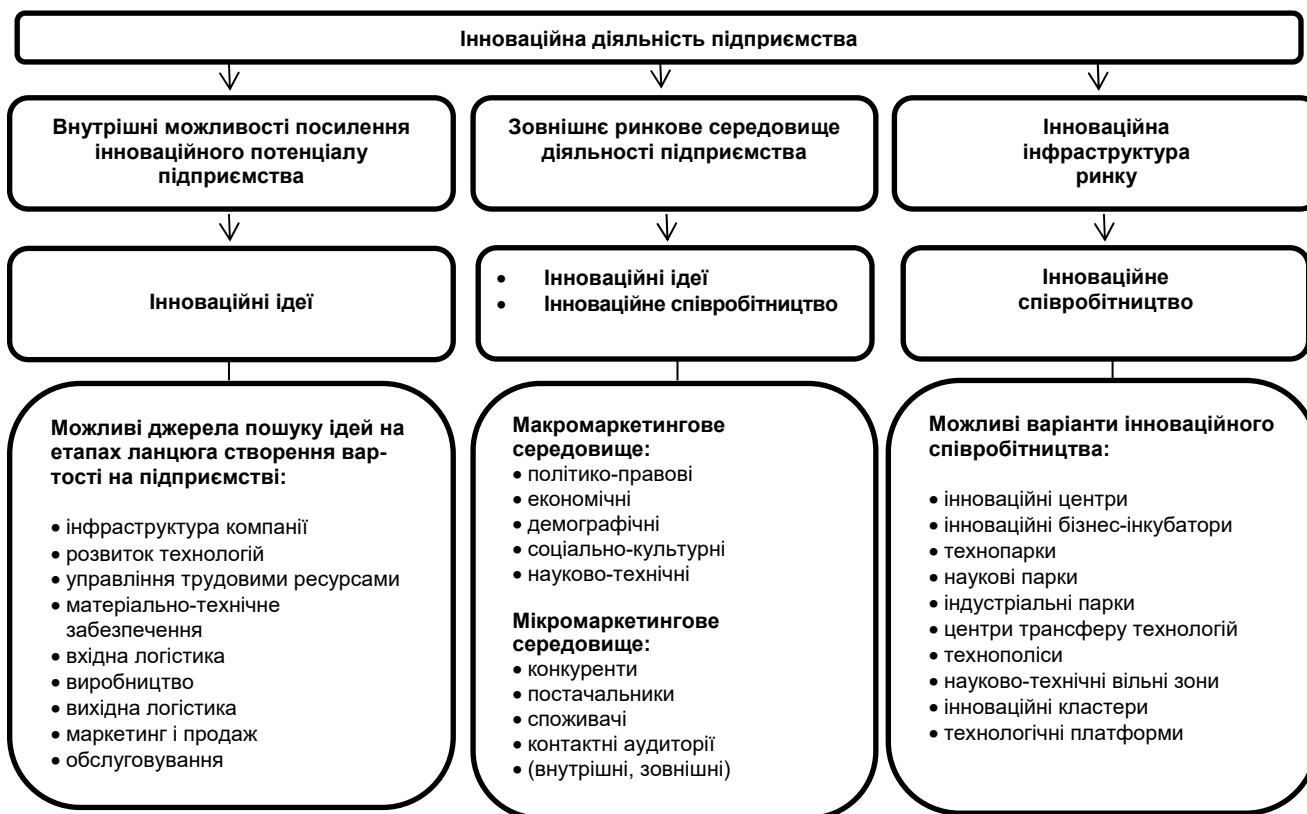 Інноваційна діяльність підприємства
Внутрішні можливості посилення
інноваційного потенціалу
підприємства
Зовнішнє ринкове середовище
діяльності підприємства
Інноваційна
інфраструктура
ринку
Інноваційні ідеї
• Інноваційні ідеї
• Інноваційне співробітництво
Інноваційне
співробітництво
Можливі джерела пошуку ідей на
етапах ланцюга створення вар-
тості на підприємстві:
• інфраструктура компанії
• розвиток технологій
• управління трудовими ресурсами
• матеріально-технічне
забезпечення
• вхідна логістика
• виробництво
• вихідна логістика
• маркетинг і продаж
• обслуговування
Макромаркетингове
середовище:
• політико-правові
• економічні
• демографічні
• соціально-культурні
• науково-технічні
Мікромаркетингове
середовище:
• конкуренти
• постачальники
• споживачі
• контактні аудиторії
• (внутрішні, зовнішні)
Можливі варіанти інноваційного
співробітництва:
• інноваційні центри
• інноваційні бізнес-інкубатори
• технопарки
• наукові парки
• індустріальні парки
• центри трансферу технологій
• технополіси
• науково-технічні вільні зони
• інноваційні кластери
• технологічні платформи